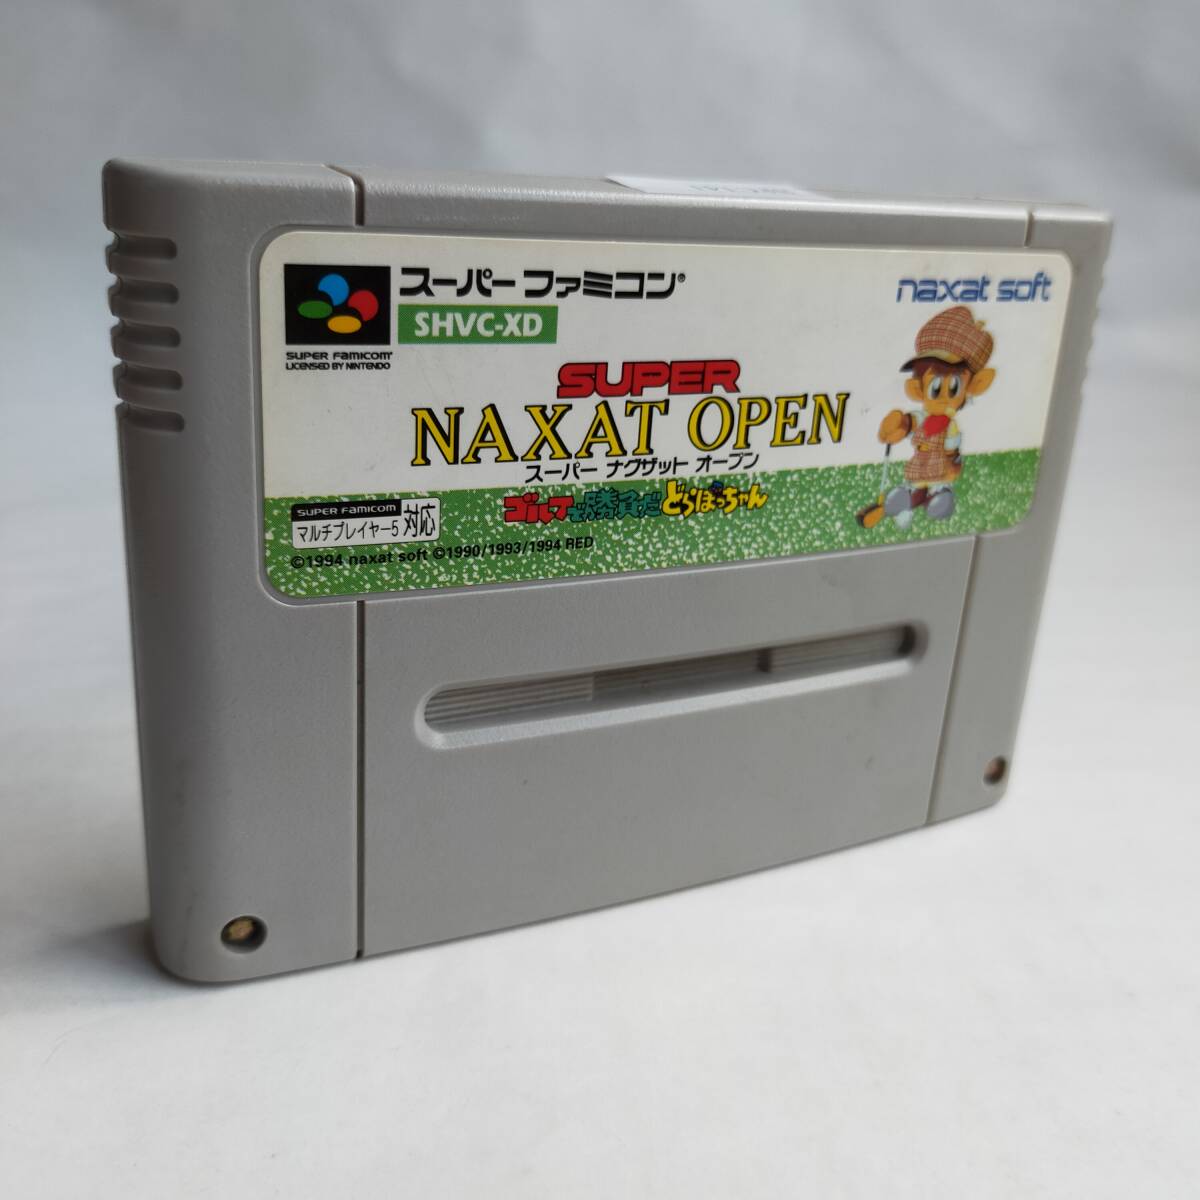 スーパーファミコン®
SHVC-XD
SUPER FAMICOM
LICENSED BY NINTENDO
naxat soft
SUPER
NAXAT OPEN
スーパー ナグザット オープン
ゴルフで勝負だ どらぼっちゃん
SUPER FAMICOM
マルチプレイヤー5 対応
©1994 naxat soft ©1990/1993/1994 RED